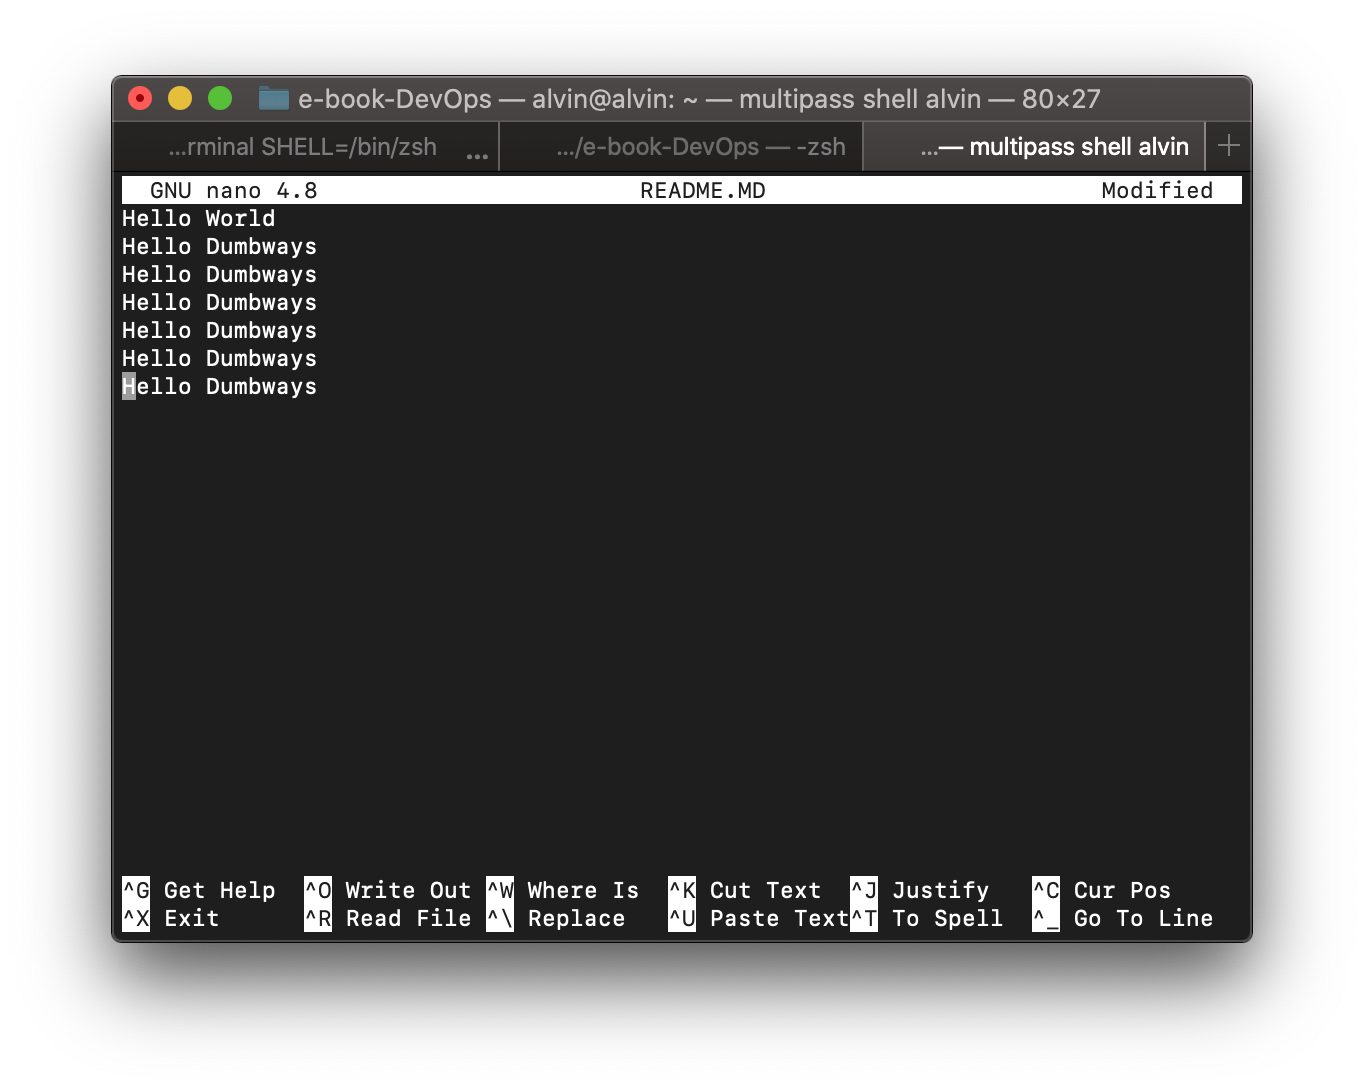 e-book-DevOps — alvin@alvin: ~ — multipass shell alvin — 80×27
...rminal SHELL=/bin/zsh ... .../e-book-DevOps — -zsh ...— multipass shell alvin +
GNU nano 4.8 README.MD Modified
Hello World
Hello Dumbways
Hello Dumbways
Hello Dumbways
Hello Dumbways
Hello Dumbways
Hello Dumbways
^G Get Help ^O Write Out ^W Where Is ^K Cut Text ^J Justify ^C Cur Pos
^X Exit ^R Read File ^\ Replace ^U Paste Text^T To Spell ^_ Go To Line